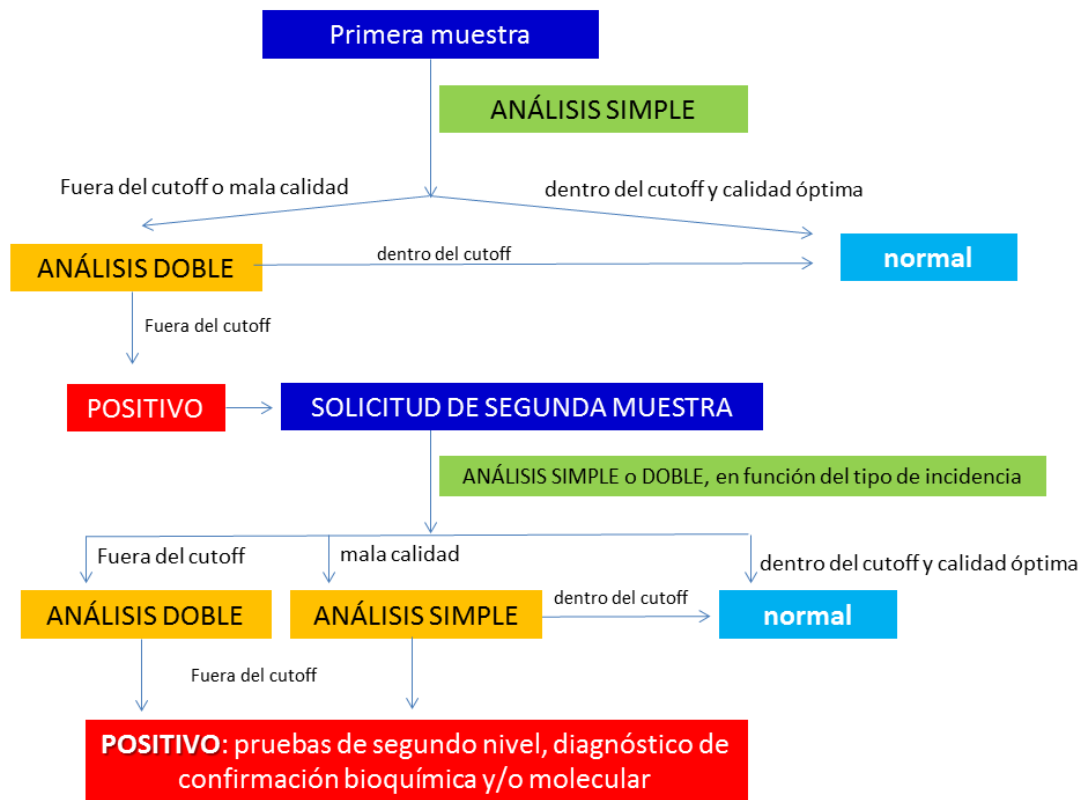 Primera muestra
ANÁLISIS SIMPLE
Fuera del cutoff o mala calidad
dentro del cutoff y calidad óptima
ANÁLISIS DOBLE
dentro del cutoff
normal
Fuera del cutoff
POSITIVO
SOLICITUD DE SEGUNDA MUESTRA
ANÁLISIS SIMPLE o DOBLE, en función del tipo de incidencia
Fuera del cutoff
mala calidad
dentro del cutoff y calidad óptima
ANÁLISIS DOBLE
ANÁLISIS SIMPLE
dentro del cutoff
normal
Fuera del cutoff
POSITIVO: pruebas de segundo nivel, diagnóstico de
confirmación bioquímica y/o molecular